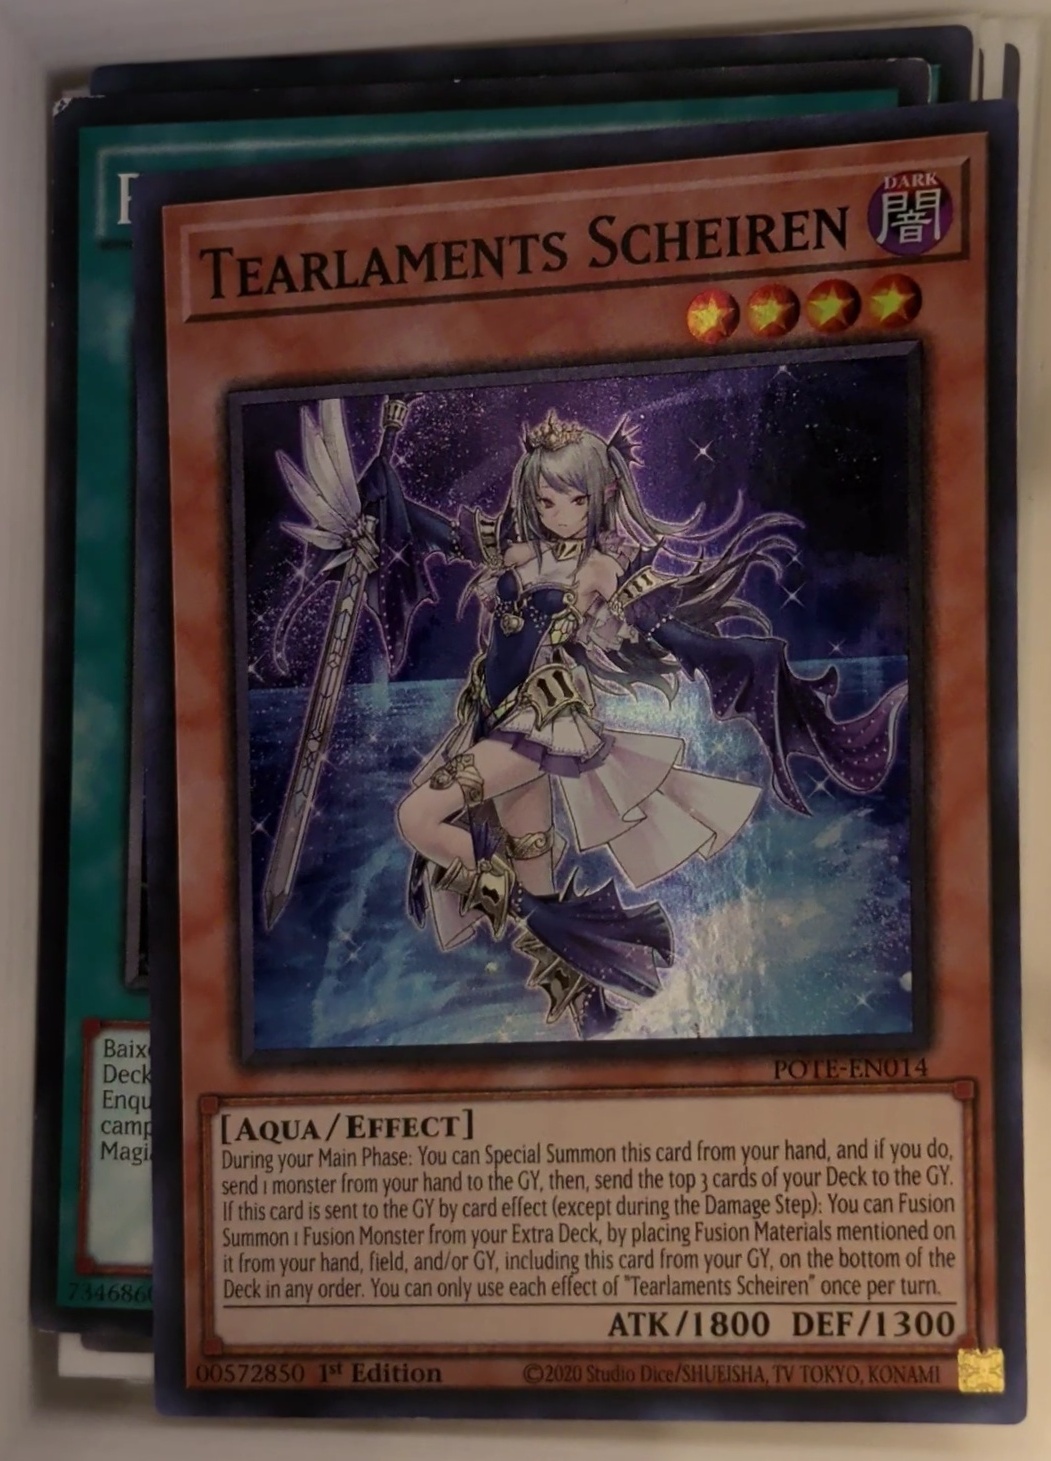 TEARLAMENTS SCHEIREN
DARK
闇
POTE-EN014
[AQUA/EFFECT]
During your Main Phase: You can Special Summon this card from your hand, and if you do,
send 1 monster from your hand to the GY, then, send the top 3 cards of your Deck to the GY.
If this card is sent to the GY by card effect (except during the Damage Step): You can Fusion
Summon 1 Fusion Monster from your Extra Deck, by placing Fusion Materials mentioned on
it from your hand, field, and/or GY, including this card from your GY, on the bottom of the
Deck in any order. You can only use each effect of "Tearlaments Scheiren" once per turn.
ATK/1800 DEF/1300
00572850 1st Edition
©2020 Studio Dice/SHUEISHA, TV TOKYO, KONAMI
Deck